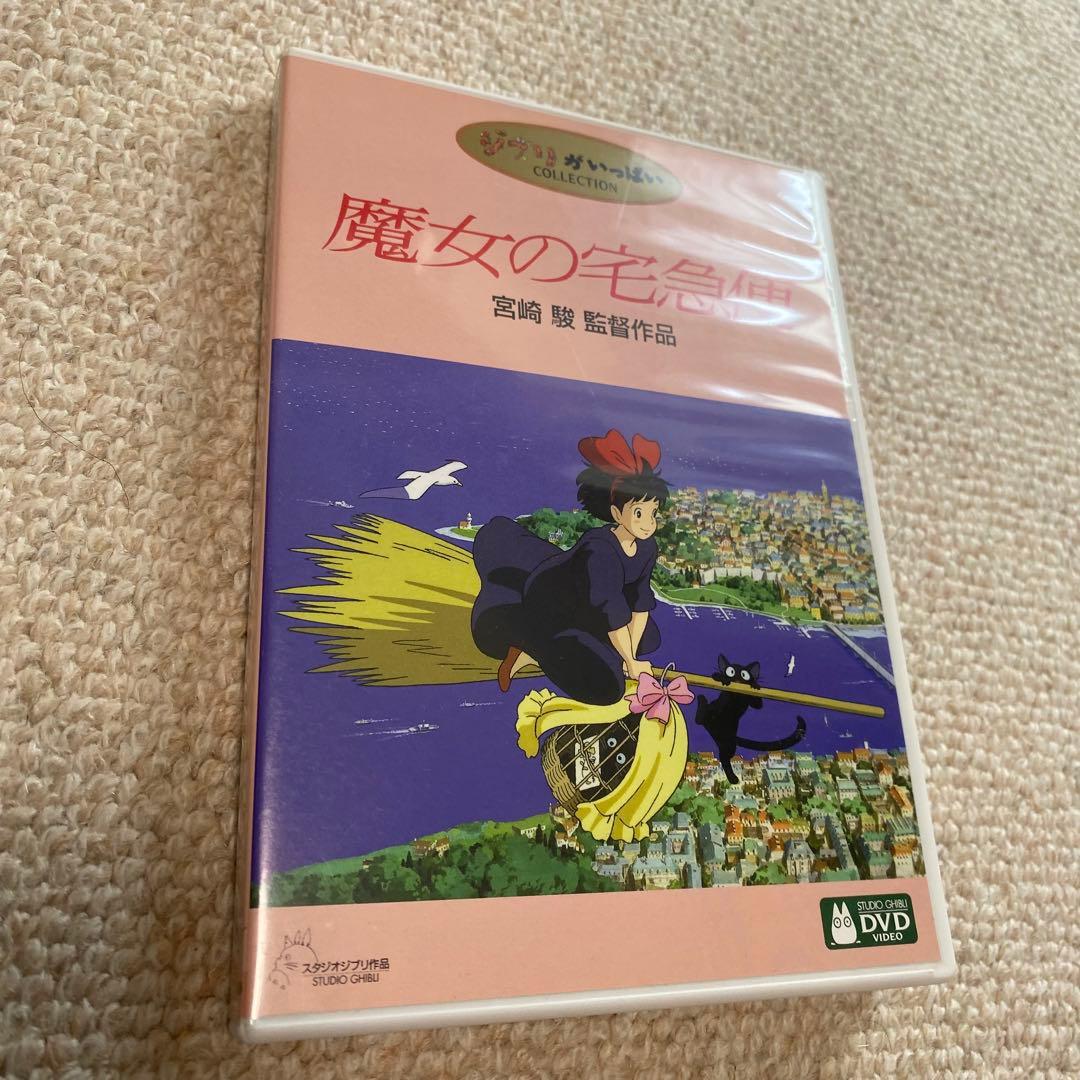 ジブリがいっぱい
COLLECTION
魔女の宅急便
宮崎 駿 監督作品
STUDIO GHIBLI
DVD
VIDEO
スタジオジブリ作品
STUDIO GHIBLI